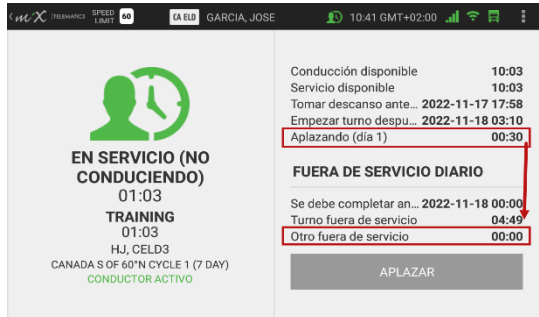 mX TELEMATICS SPEED LIMIT 60 CA ELD GARCIA, JOSE 10:41 GMT+02:00
EN SERVICIO (NO
CONDUCIENDO)
01:03
TRAINING
01:03
HJ, CELD3
CANADA S OF 60°N CYCLE 1 (7 DAY)
CONDUCTOR ACTIVO
Conducción disponible 10:03
Servicio disponible 10:03
Tomar descanso ante... 2022-11-17 17:58
Empezar turno despu... 2022-11-18 03:10
Aplazando (día 1) 00:30
FUERA DE SERVICIO DIARIO
Se debe completar an... 2022-11-18 00:00
Turno fuera de servicio 04:49
Otro fuera de servicio 00:00
APLAZAR